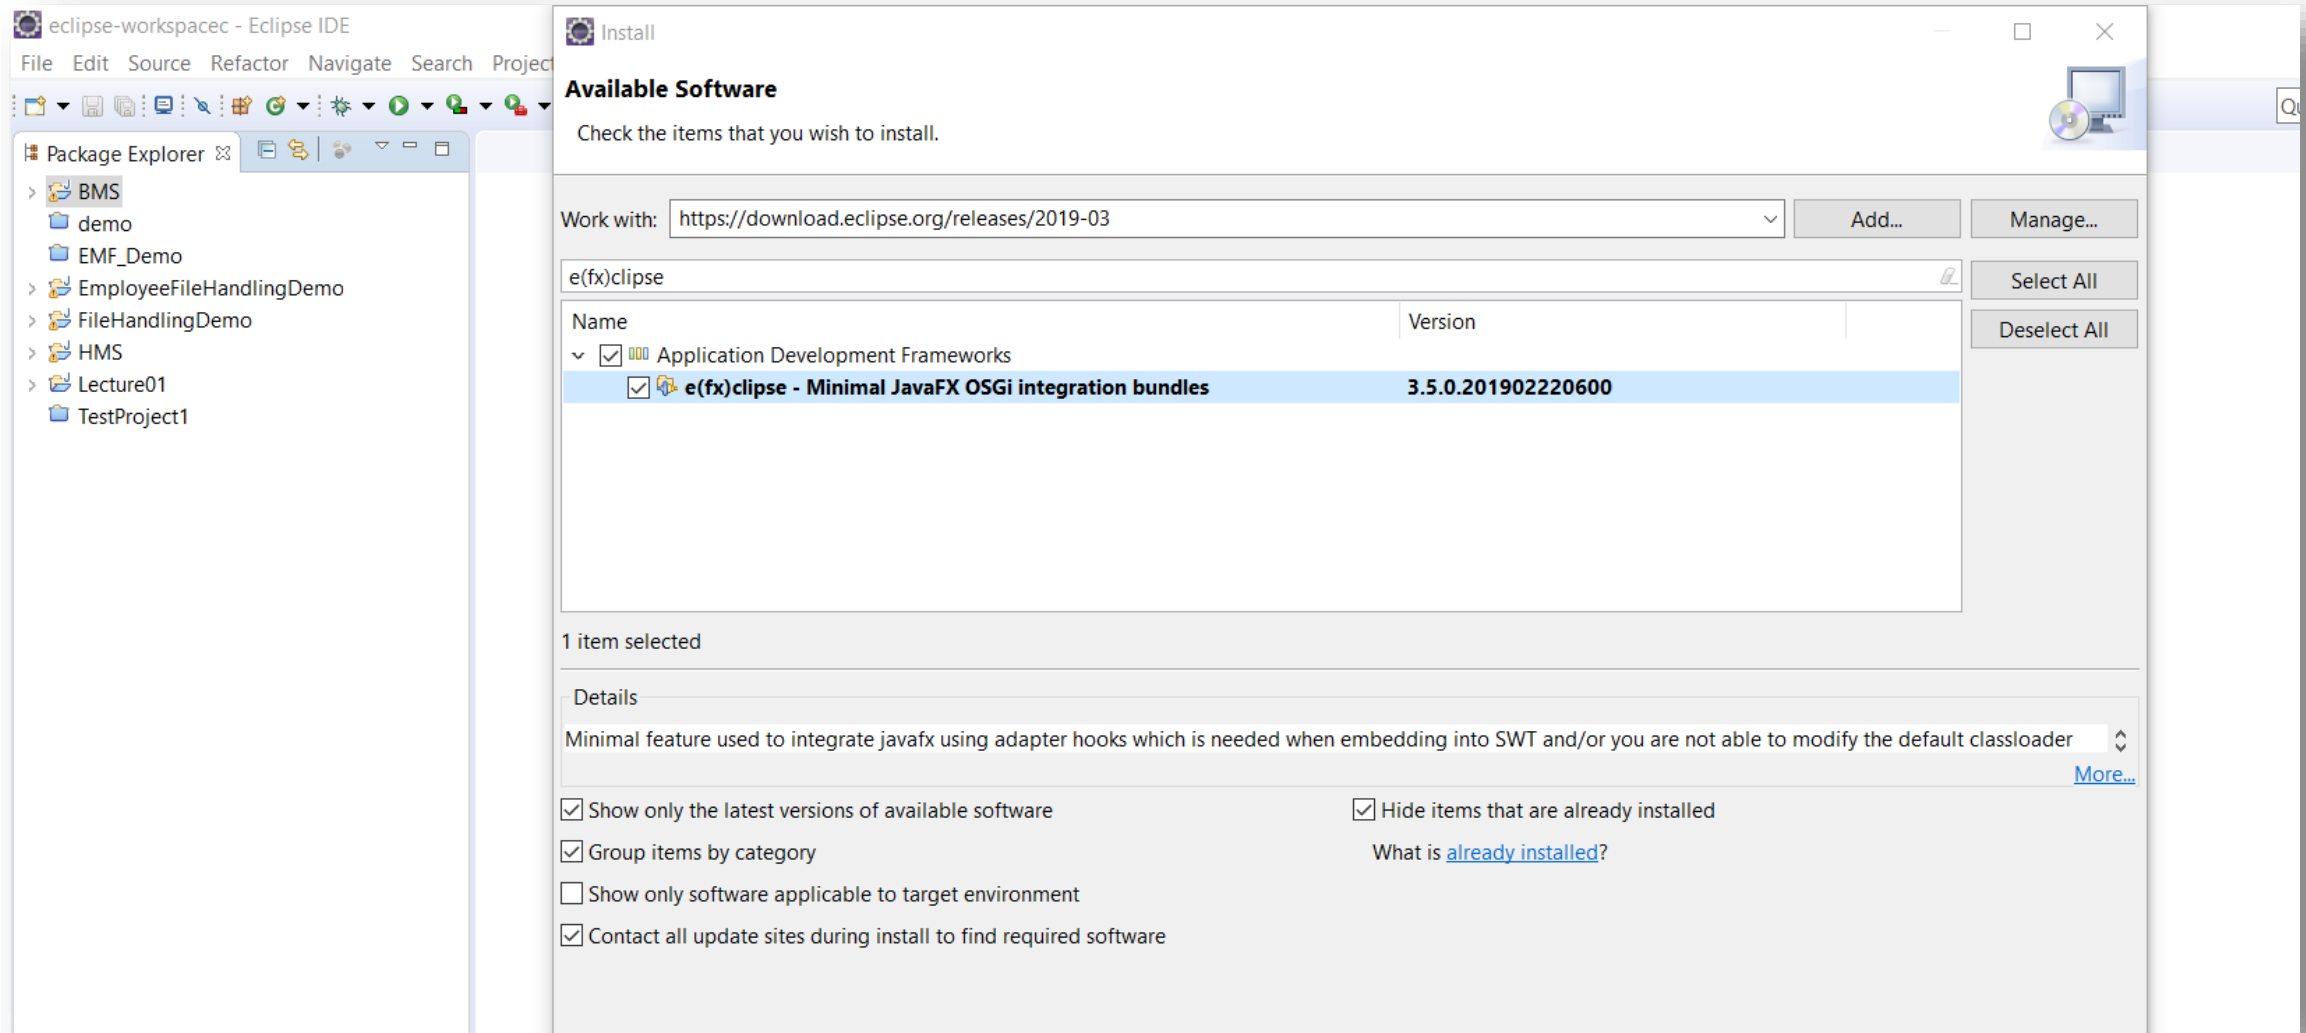 eclipse-workspacec - Eclipse IDE
File Edit Source Refactor Navigate Search Project
Package Explorer
BMS
demo
EMF_Demo
EmployeeFileHandlingDemo
FileHandlingDemo
HMS
Lecture01
TestProject1
Install
Available Software
Check the items that you wish to install.
Work with: https://download.eclipse.org/releases/2019-03 Add... Manage...
e(fx)clipse Select All
Deselect All
Name Version
Application Development Frameworks
e(fx)clipse - Minimal JavaFX OSGi integration bundles 3.5.0.201902220600
1 item selected
Details
Minimal feature used to integrate javafx using adapter hooks which is needed when embedding into SWT and/or you are not able to modify the default classloader
More...
Show only the latest versions of available software Hide items that are already installed
Group items by category What is already installed?
Show only software applicable to target environment
Contact all update sites during install to find required software